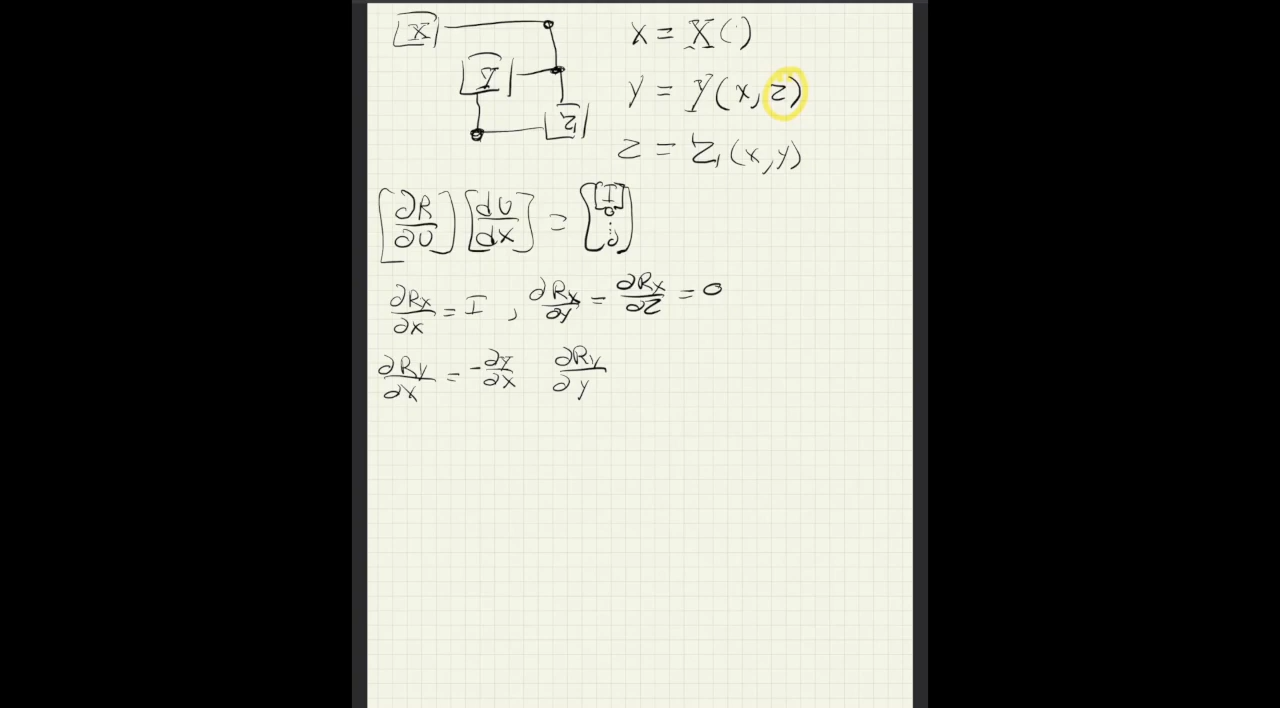 X
x = X()
Y
y = Y(x, z)
Z
z = Z(x, y)
[∂R/∂U] [dU/dx] = [[I] 0 ⋮ 0]
∂Rx/∂x = I , ∂Rx/∂y = ∂Rx/∂z = 0
∂Ry/∂x = -∂Y/∂x ∂Ry/∂y